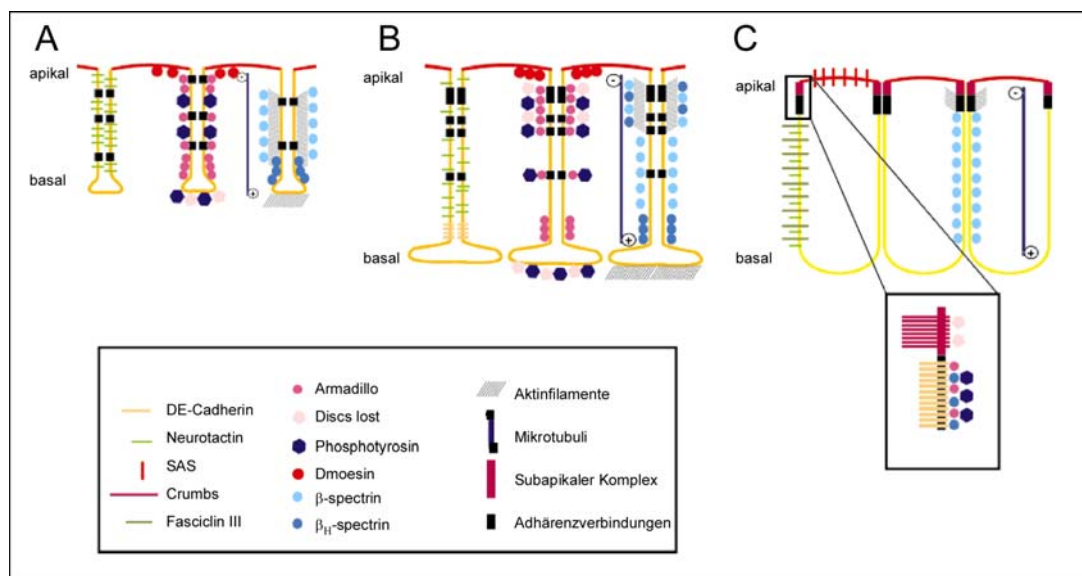 A
apikal
basal
-
+
B
apikal
basal
-
+
C
apikal
basal
-
+
DE-Cadherin
Neurotactin
SAS
Crumbs
Fasciclin III
Armadillo
Discs lost
Phosphotyrosin
Dmoesin
β-spectrin
βH-spectrin
Aktinfilamente
Mikrotubuli
Subapikaler Komplex
Adhärenzverbindungen